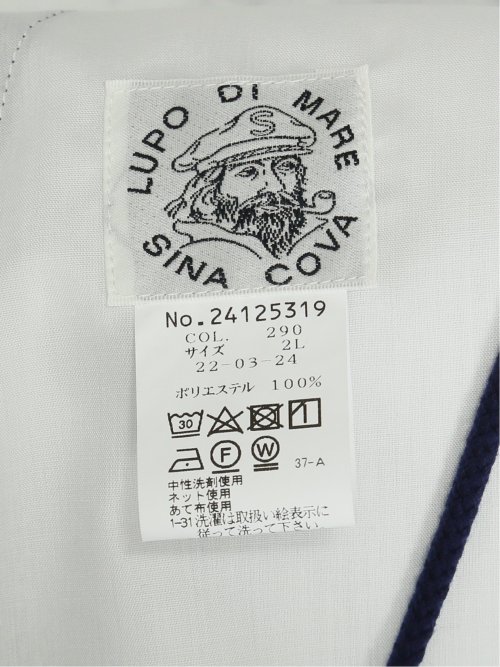 LUPO DI MARE
S
SINA COVA
No.24125319
COL. 290
サイズ 2L
22-03-24
ポリエステル 100%
30 1
F W 37-A
中性洗剤使用
ネット使用
あて布使用
1-31 洗濯は取扱い絵表示に
従って洗って下さい